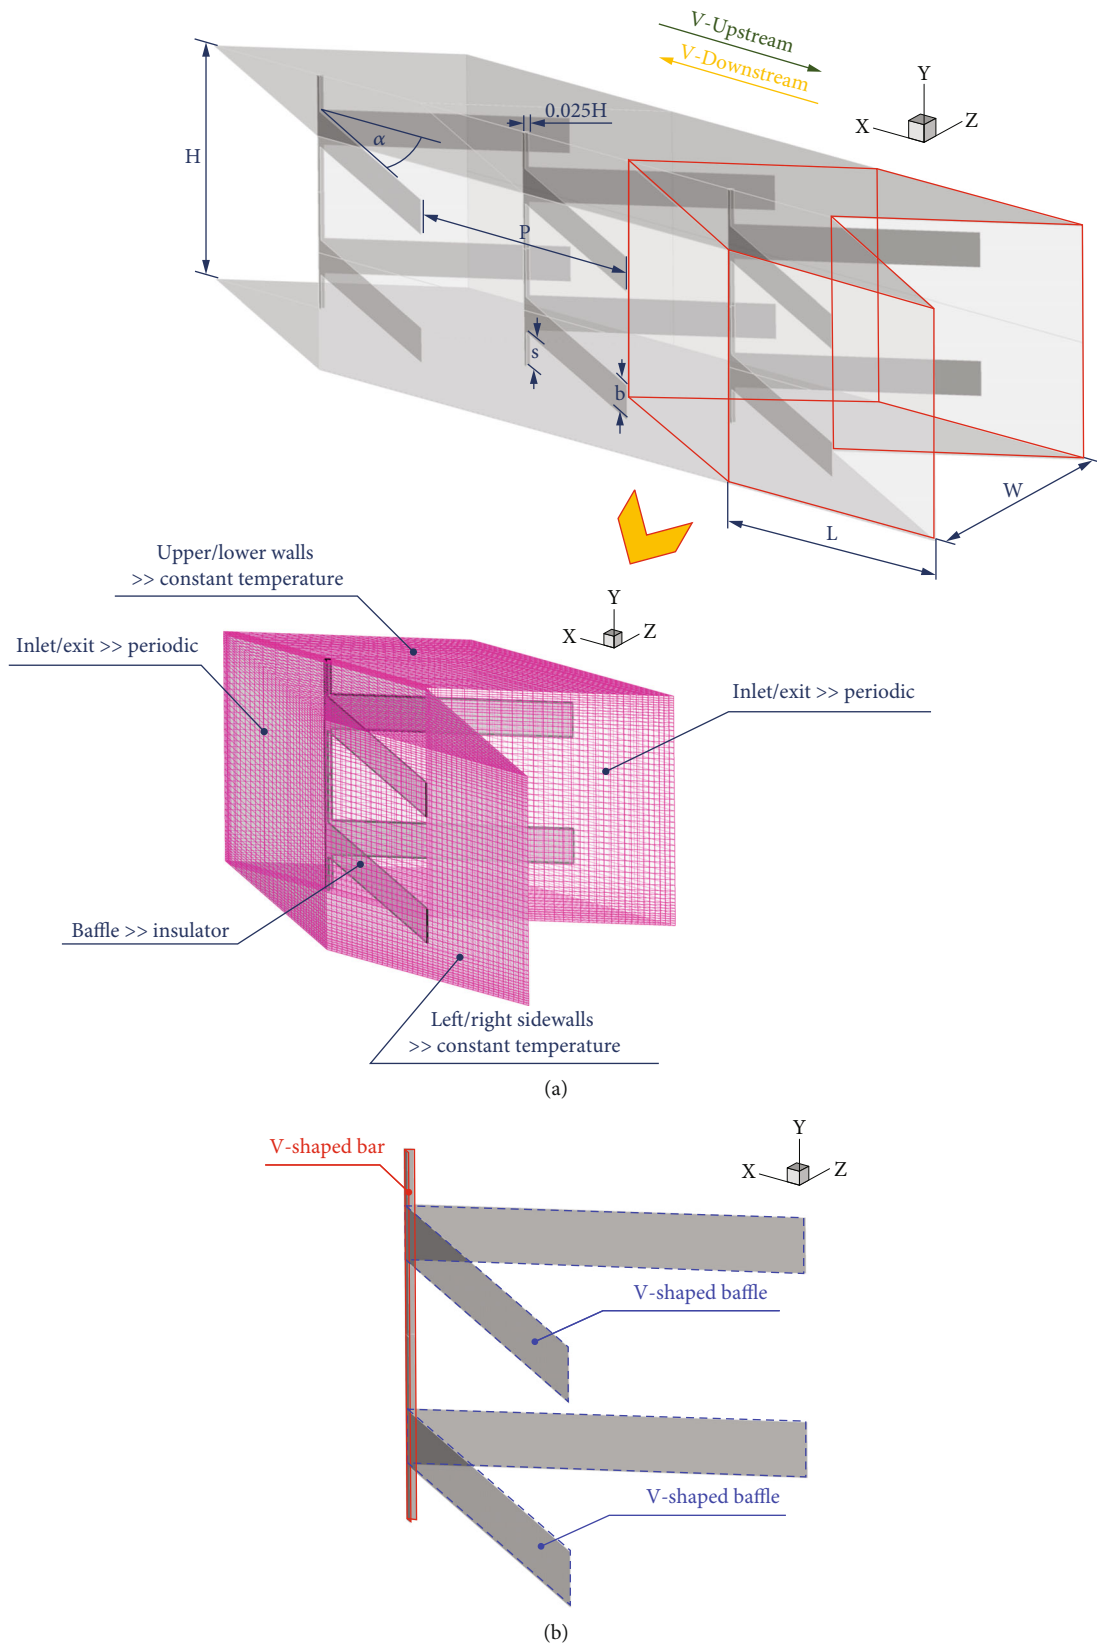 V-Upstream
V-Downstream
Y
X
Z
0.025H
H
α
P
s
b
W
L
Upper/lower walls
>> constant temperature
Y
X
Z
Inlet/exit >> periodic
Inlet/exit >> periodic
Baffle >> insulator
Left/right sidewalls
>> constant temperature
(a)
V-shaped bar
Y
X
Z
V-shaped baffle
V-shaped baffle
(b)